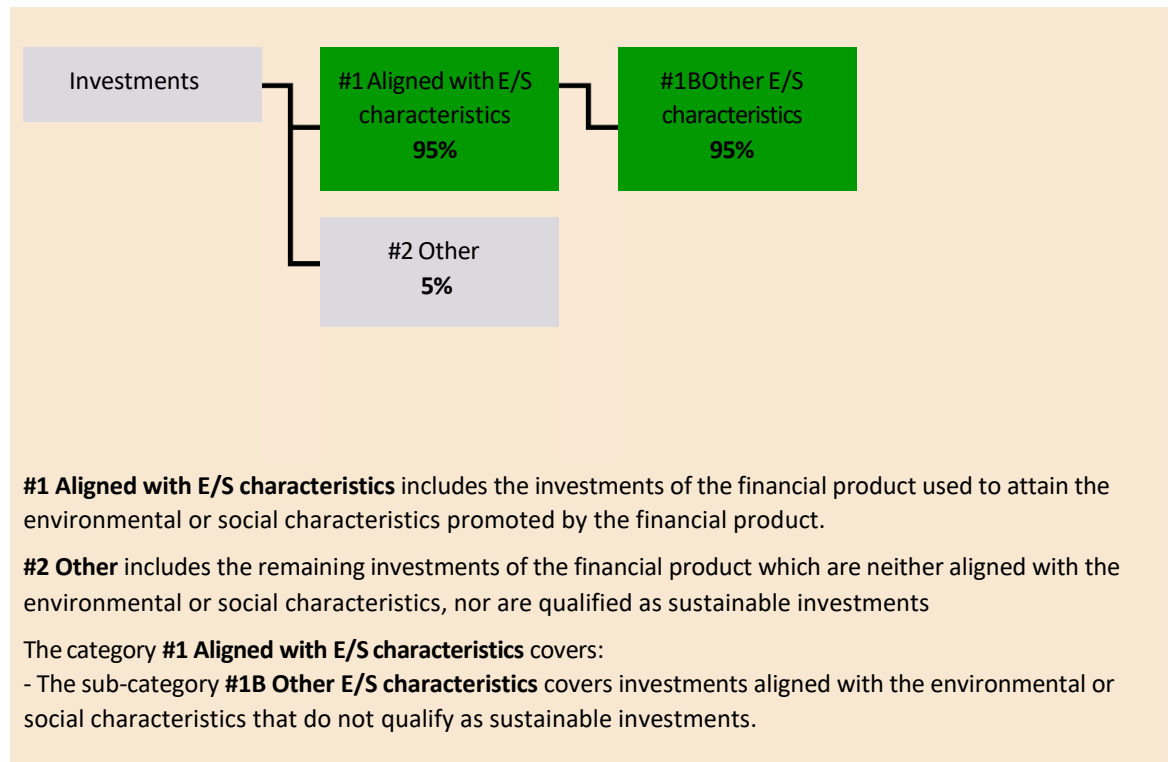 Investments
#1 Aligned with E/S
characteristics
95%
#1BOther E/S
characteristics
95%
#2 Other
5%
#1 Aligned with E/S characteristics includes the investments of the financial product used to attain the
environmental or social characteristics promoted by the financial product.
#2 Other includes the remaining investments of the financial product which are neither aligned with the
environmental or social characteristics, nor are qualified as sustainable investments
The category #1 Aligned with E/S characteristics covers:
- The sub-category #1B Other E/S characteristics covers investments aligned with the environmental or
social characteristics that do not qualify as sustainable investments.